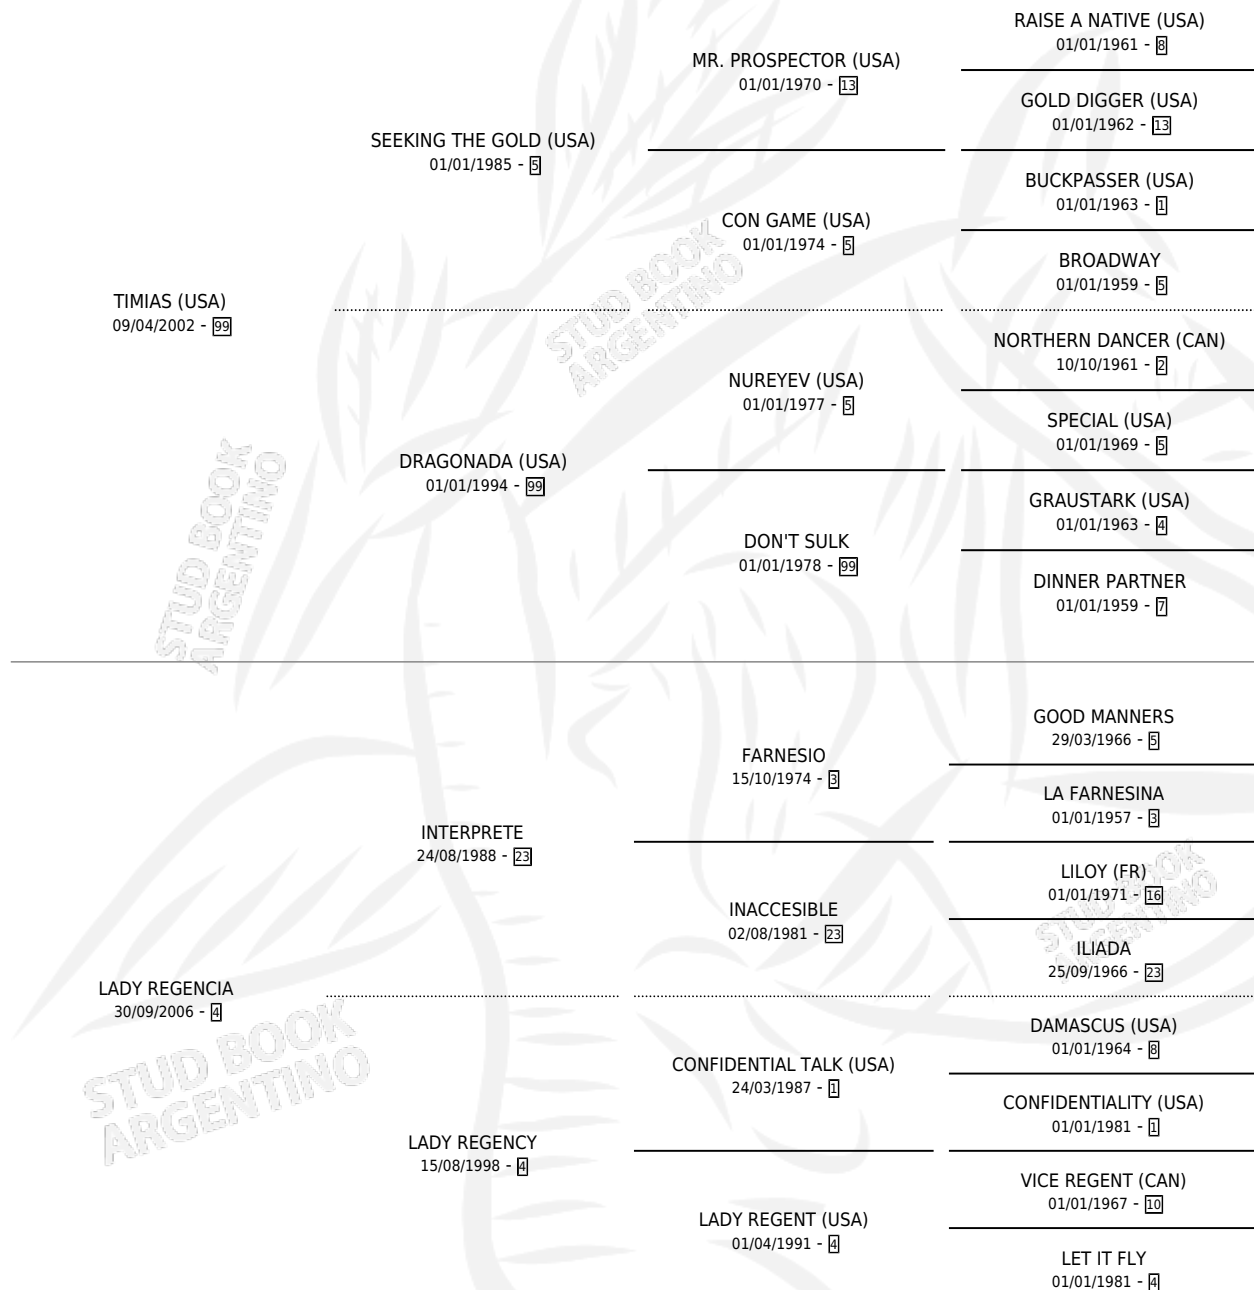 RAISE A NATIVE (USA)
01/01/1961 - 8
MR. PROSPECTOR (USA)
01/01/1970 - 13
GOLD DIGGER (USA)
01/01/1962 - 13
SEEKING THE GOLD (USA)
01/01/1985 - 5
BUCKPASSER (USA)
01/01/1963 - 1
CON GAME (USA)
01/01/1974 - 5
BROADWAY
01/01/1959 - 5
TIMIAS (USA)
09/04/2002 - 99
NORTHERN DANCER (CAN)
10/10/1961 - 2
NUREYEV (USA)
01/01/1977 - 5
SPECIAL (USA)
01/01/1969 - 5
DRAGONADA (USA)
01/01/1994 - 99
GRAUSTARK (USA)
01/01/1963 - 4
DON'T SULK
01/01/1978 - 99
DINNER PARTNER
01/01/1959 - 7
GOOD MANNERS
29/03/1966 - 5
FARNESIO
15/10/1974 - 3
LA FARNESINA
01/01/1957 - 3
INTERPRETE
24/08/1988 - 23
LILOY (FR)
01/01/1971 - 16
INACCESIBLE
02/08/1981 - 23
ILIADA
25/09/1966 - 23
LADY REGENCIA
30/09/2006 - 4
DAMASCUS (USA)
01/01/1964 - 8
CONFIDENTIAL TALK (USA)
24/03/1987 - 1
CONFIDENTIALITY (USA)
01/01/1981 - 1
LADY REGENCY
15/08/1998 - 4
VICE REGENT (CAN)
01/01/1967 - 10
LADY REGENT (USA)
01/04/1991 - 4
LET IT FLY
01/01/1981 - 4
STUD BOOK
ARGENTINO
STUD BOOK
ARGENTINO
STUD BOOK
ARGENTINO
STUD BOOK
ARGENTINO